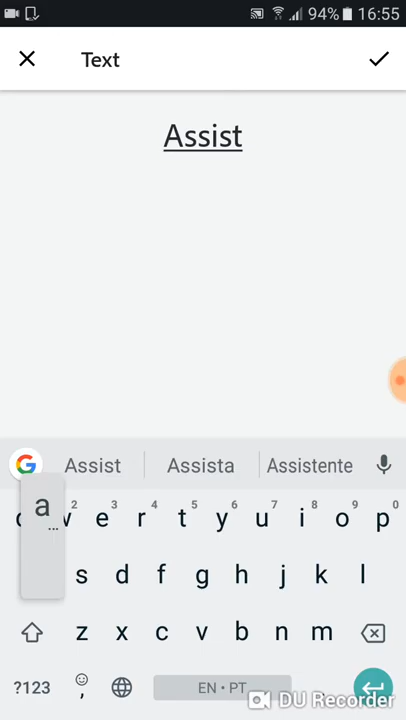 94% 16:55
Text
Assist
Assist Assista Assistente
a
w 2 e 3 r 4 t 5 y 6 u 7 i 8 o 9 p 0
s d f g h j k l
z x c v b n m
?123 , EN • PT
DU Recorder